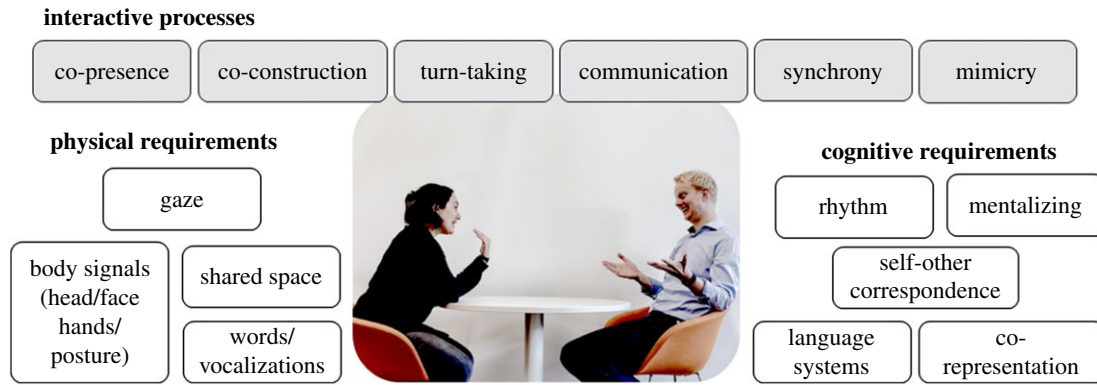 interactive processes
co-presence
co-construction
turn-taking
communication
synchrony
mimicry
physical requirements
gaze
body signals
(head/face
hands/
posture)
shared space
words/
vocalizations
cognitive requirements
rhythm
mentalizing
self-other
correspondence
language
systems
co-
representation